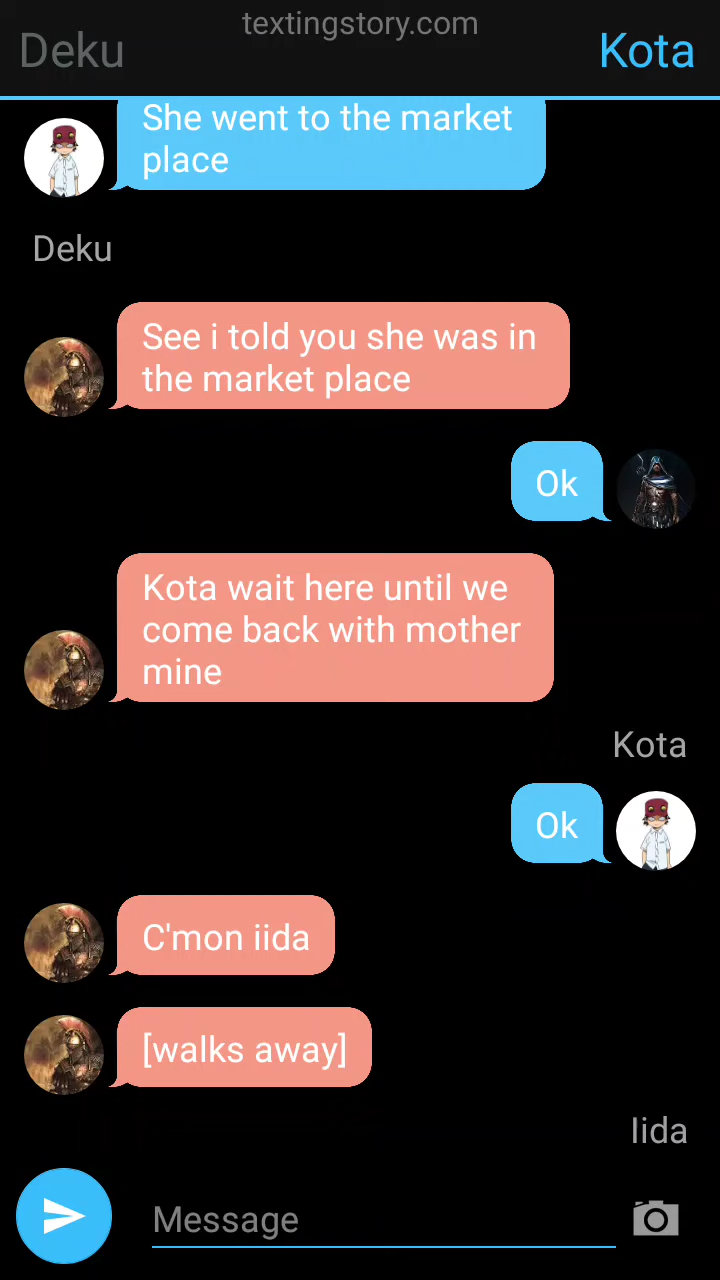 textingstory.com
Deku
Kota
She went to the market
place
Deku
See i told you she was in
the market place
Ok
Kota wait here until we
come back with mother
mine
Kota
Ok
C'mon iida
[walks away]
Iida
Message